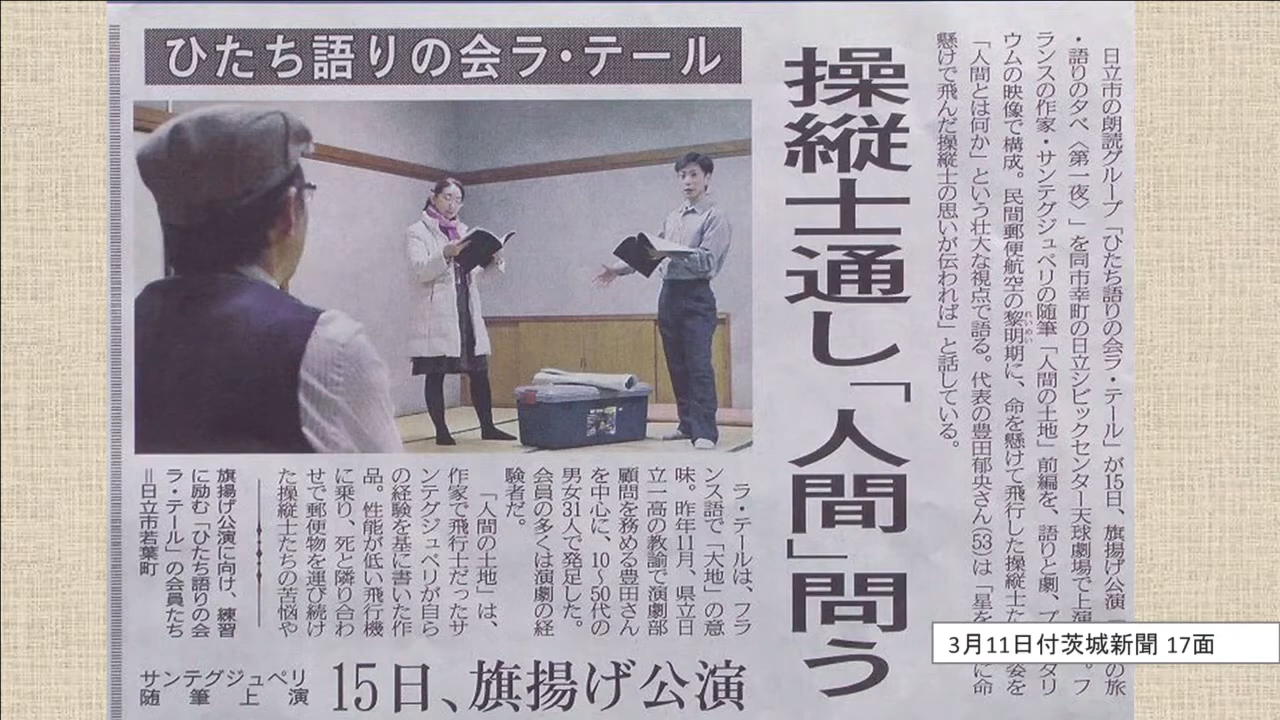 ひたち語りの会ラ・テール
操縦士通し「人間」問う
日立市の朗読グループ「ひたち語りの会ラ・テール」が15日、旗揚げ公演「の旅
・語りの夕べ〈第一夜〉」を同市幸町の日立シビックセンター天球劇場で上演。フ
ランスの作家・サンテグジュペリの随筆「人間の土地」前編を、語りと劇、プタリ
ウムの映像で構成。民間郵便航空の黎明期に、命を懸けて飛行した操縦士た姿を
れいめい
「人間とは何か」という壮大な視点で語る。代表の豊田郁央さん(53)は「星をに命
懸けで飛んだ操縦士の思いが伝われば」と話している。
ラ・テールは、フラ
ンス語で「大地」の意
味。昨年11月、県立日
立一高の教諭で演劇部
顧問を務める豊田さん
を中心に、10〜50代の
男女31人で発足した。
会員の多くは演劇の経
験者だ。
「人間の土地」は、
作家で飛行士だったサ
ンテグジュペリが自ら
の経験を基に書いた作
品。性能が低い飛行機
に乗り、死と隣り合わ
せで郵便物を運び続け
た操縦士たちの苦悩や
旗揚げ公演に向け、練習
に励む「ひたち語りの会
ラ・テール」の会員たち
＝日立市若葉町
サンテグジュペリ
随筆上演
15日、旗揚げ公演
3月11日付茨城新聞 17面